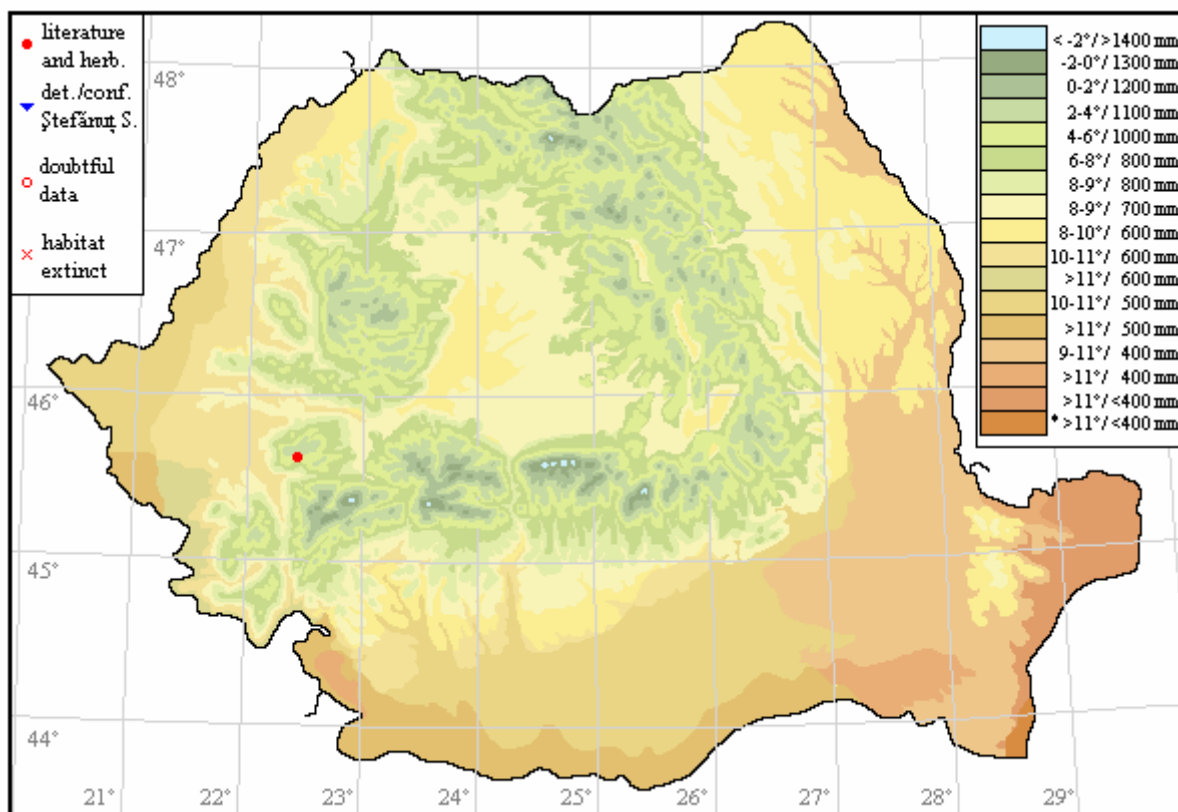 literature
and herb.
det./conf.
Ștefănuț S.
doubtful
data
habitat
extinct
< -2°/>1400 mm
-2-0°/ 1300 mm
0-2°/ 1200 mm
2-4°/ 1100 mm
4-6°/ 1000 mm
6-8°/ 800 mm
8-9°/ 800 mm
8-9°/ 700 mm
8-10°/ 600 mm
10-11°/ 600 mm
>11°/ 600 mm
10-11°/ 500 mm
>11°/ 500 mm
9-11°/ 400 mm
>11°/ 400 mm
>11°/<400 mm
* >11°/<400 mm
48°
47°
46°
45°
44°
21°
22°
23°
24°
25°
26°
27°
28°
29°